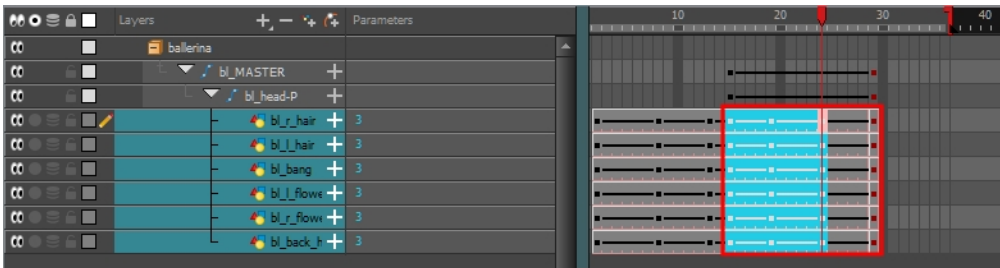 Layers Parameters 10 20 30 40
ballerina
bl_MASTER
bl_head-P
bl_r_hair 3
bl_l_hair 3
bl_bang 3
bl_l_flowe 3
bl_r_flowe 3
bl_back_h 3